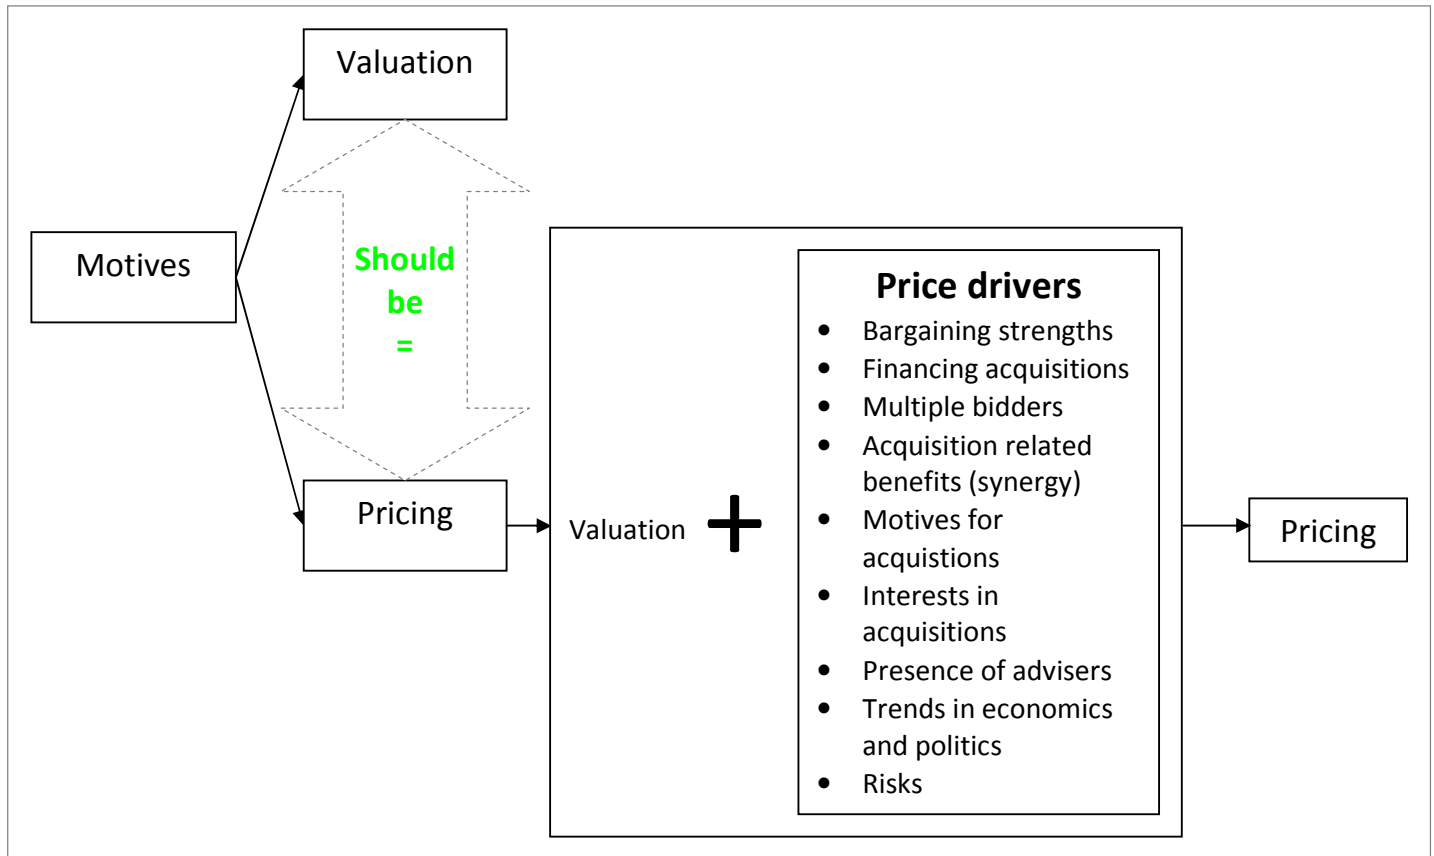 Valuation
Motives
Should
be
=
Pricing
Valuation
+
Price drivers
• Bargaining strengths
• Financing acquisitions
• Multiple bidders
• Acquisition related
benefits (synergy)
• Motives for
acquistions
• Interests in
acquisitions
• Presence of advisers
• Trends in economics
and politics
• Risks
Pricing